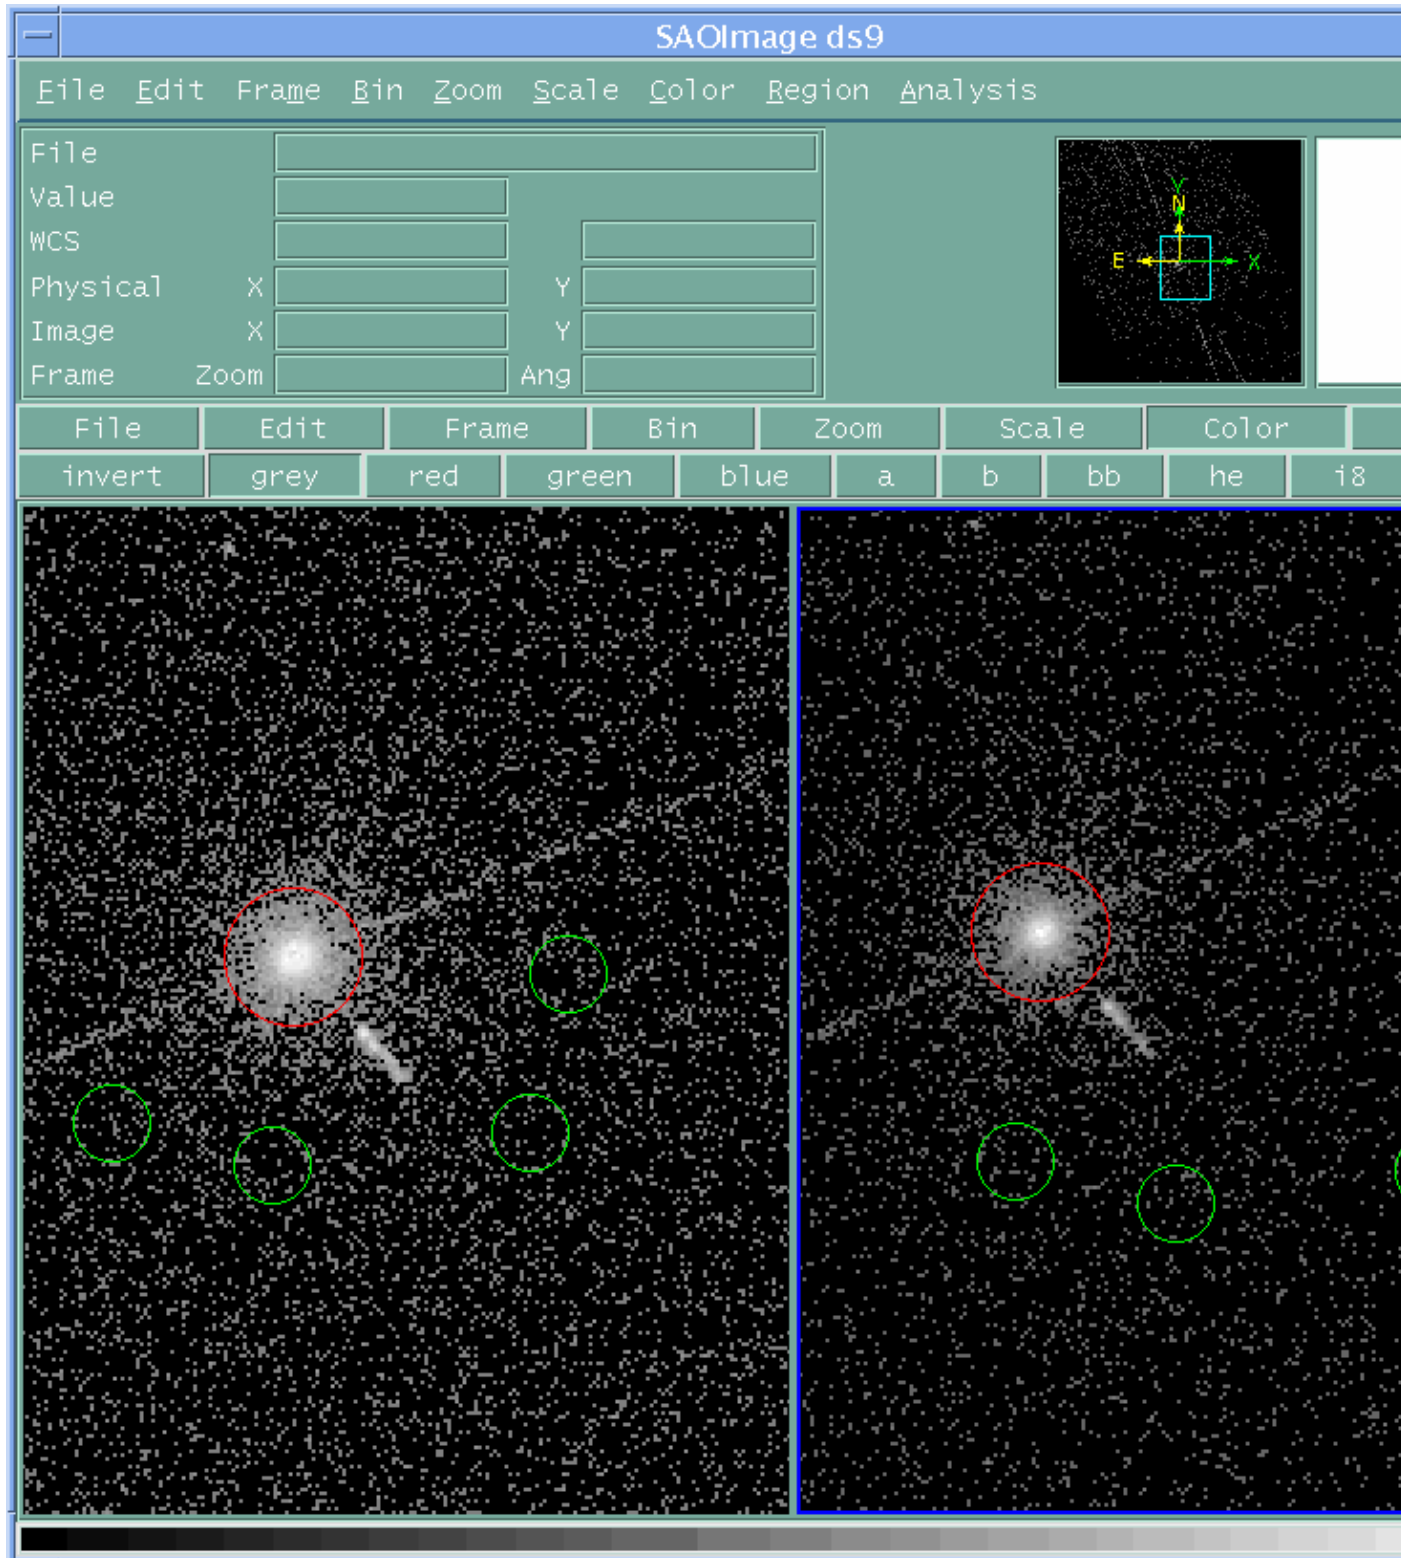 SAOImage ds9
File Edit Frame Bin Zoom Scale Color Region Analysis
File
Value
WCS
Physical X Y
Image X Y
Frame Zoom Ang
Y
N
E X
File Edit Frame Bin Zoom Scale Color
invert grey red green blue a b bb he i8